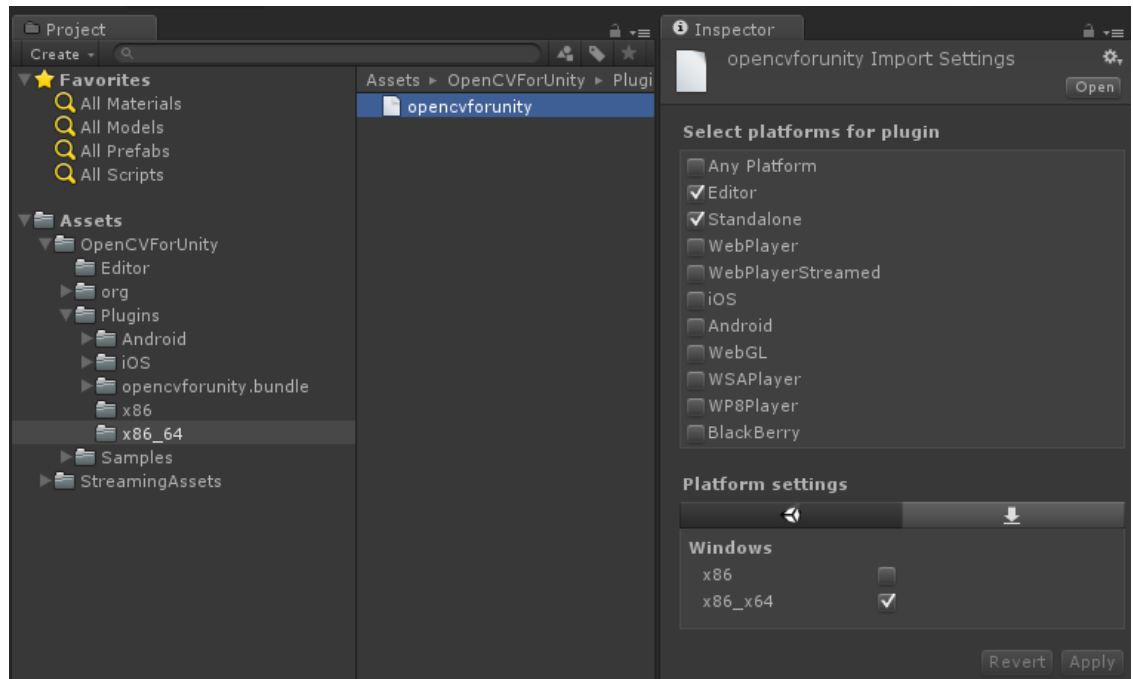 Project
Create
Favorites
All Materials
All Models
All Prefabs
All Scripts
Assets
OpenCVForUnity
Editor
org
Plugins
Android
iOS
opencvforunity.bundle
x86
x86_64
Samples
StreamingAssets
Assets ▸ OpenCVForUnity ▸ Plugi
opencvforunity
Inspector
opencvforunity Import Settings
Open
Select platforms for plugin
Any Platform
Editor
Standalone
WebPlayer
WebPlayerStreamed
iOS
Android
WebGL
WSAPlayer
WP8Player
BlackBerry
Platform settings
Windows
x86
x86_x64
Revert Apply